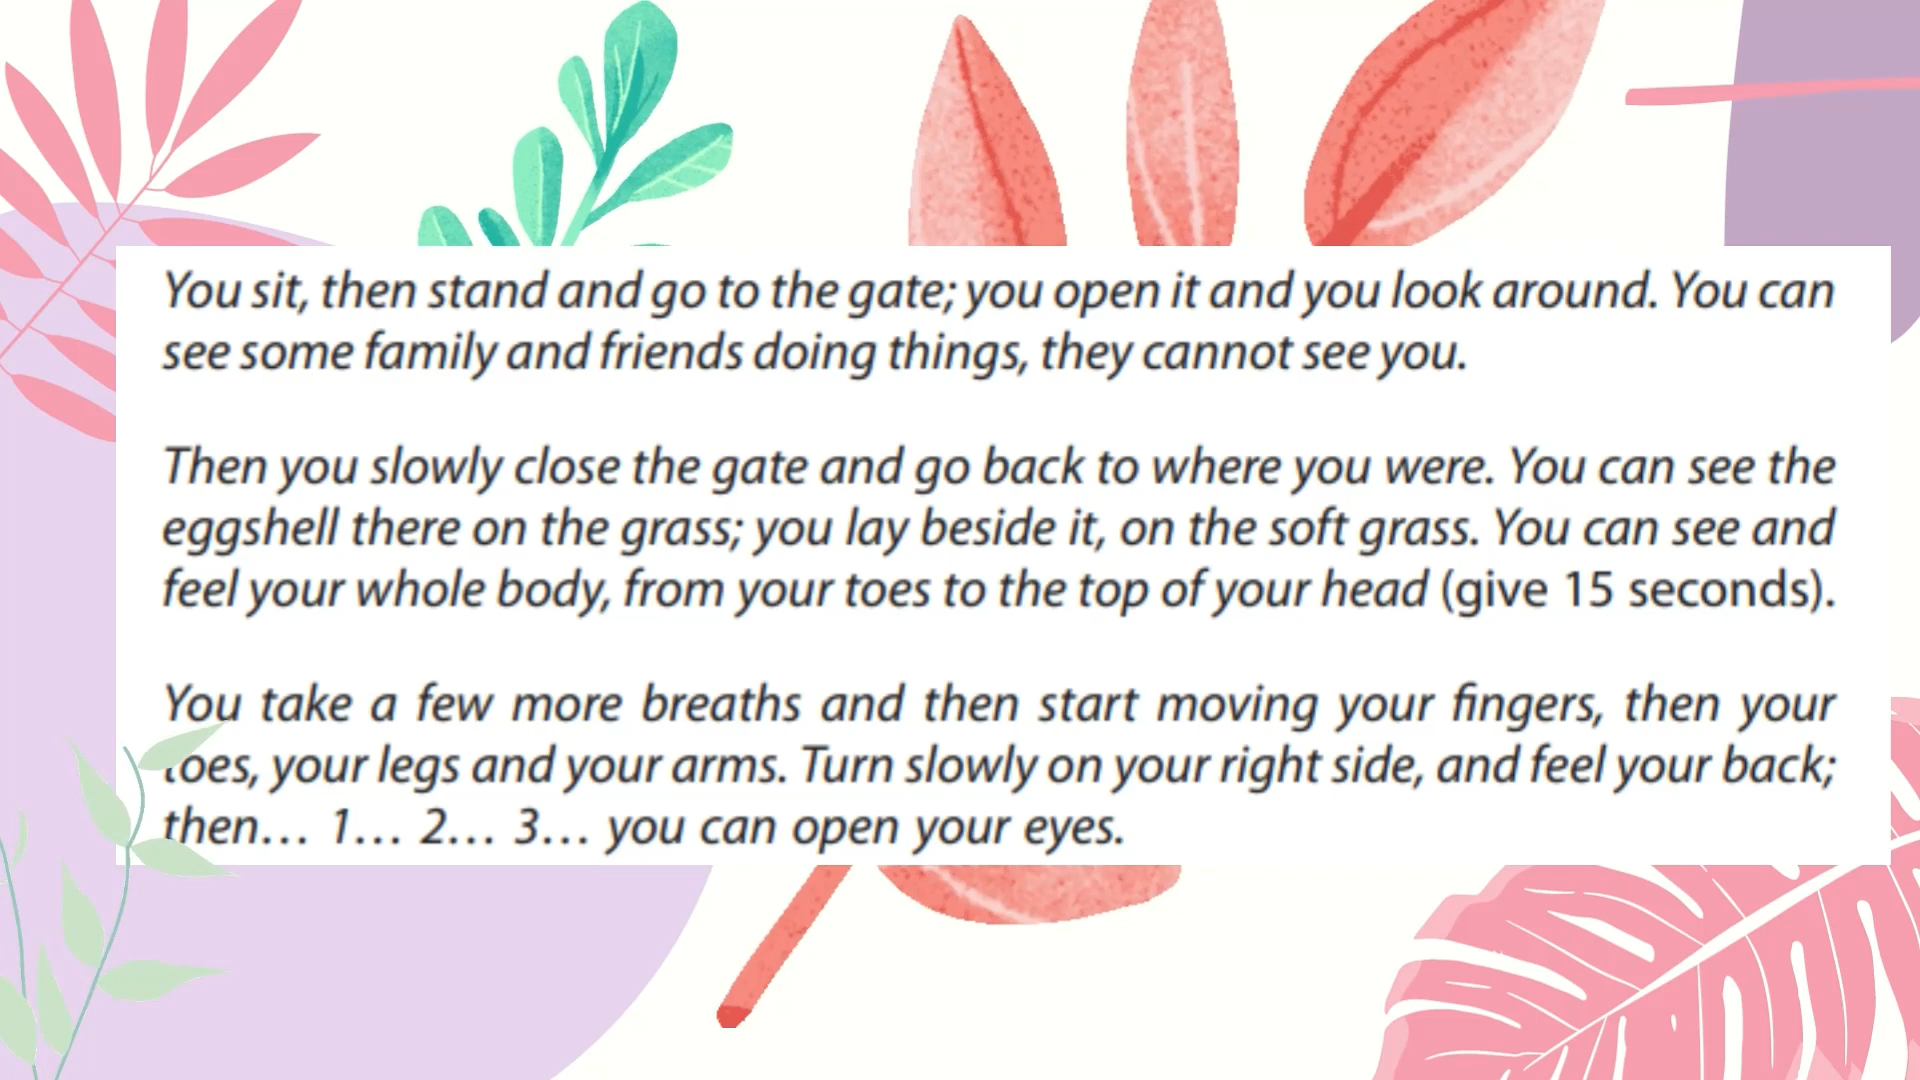 You sit, then stand and go to the gate; you open it and you look around. You can
see some family and friends doing things, they cannot see you.
Then you slowly close the gate and go back to where you were. You can see the
eggshell there on the grass; you lay beside it, on the soft grass. You can see and
feel your whole body, from your toes to the top of your head (give 15 seconds).
You take a few more breaths and then start moving your fingers, then your
toes, your legs and your arms. Turn slowly on your right side, and feel your back;
then… 1… 2… 3… you can open your eyes.